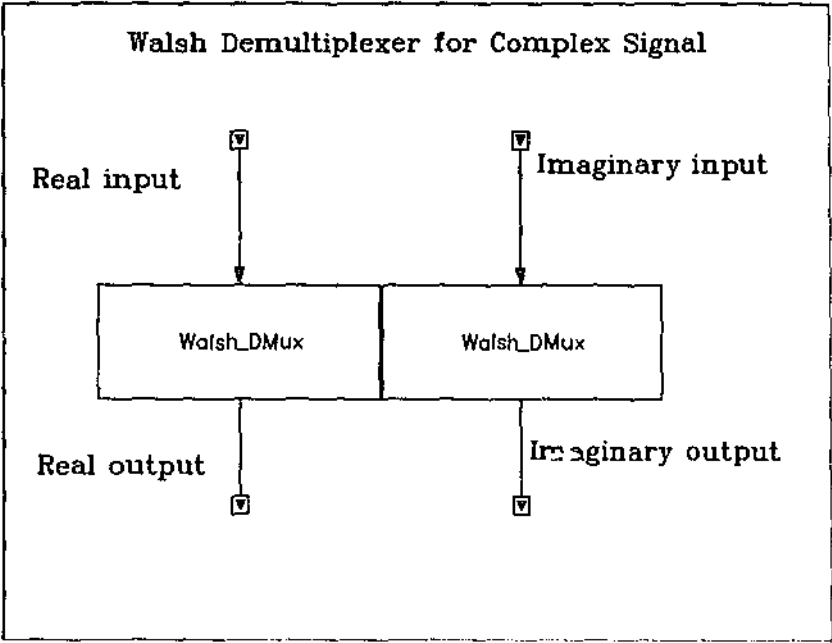 Walsh Demultiplexer for Complex Signal
Real input
Imaginary input
Walsh_DMux
Walsh_DMux
Real output
Imaginary output